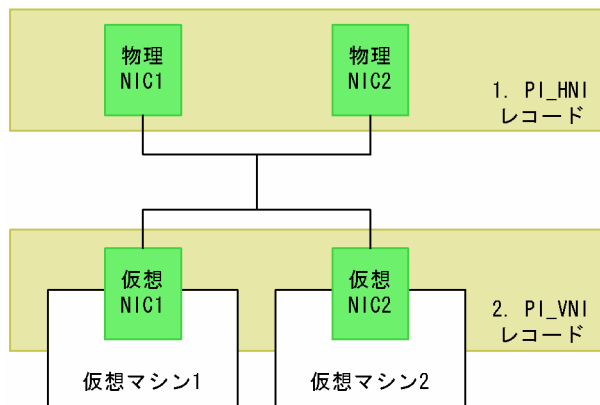 物理
NIC1
物理
NIC2
1. PI_HNI
レコード
仮想
NIC1
仮想
NIC2
2. PI_VNI
レコード
仮想マシン1
仮想マシン2